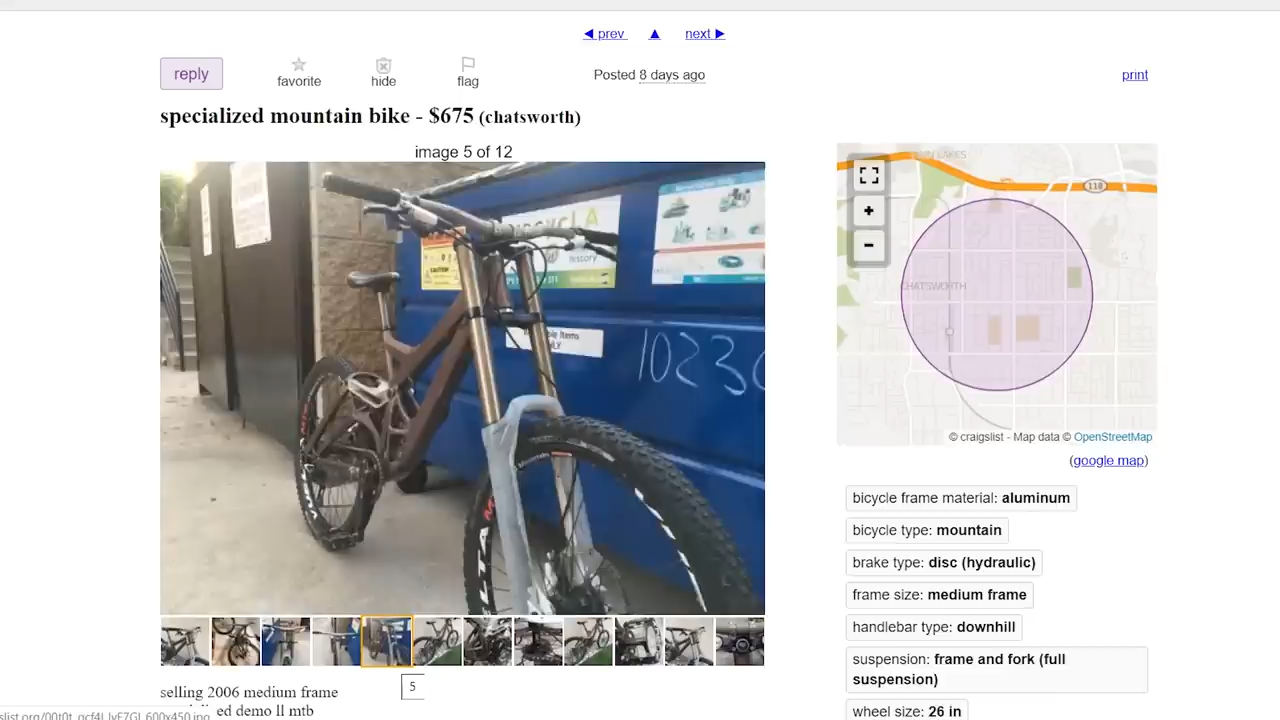 ◀ prev ▲ next ▶
reply favorite hide flag Posted 8 days ago print
specialized mountain bike - $675 (chatsworth)
image 5 of 12
CAUTION
10230
118
CHATSWORTH
+
-
© craigslist - Map data © OpenStreetMap
(google map)
bicycle frame material: aluminum
bicycle type: mountain
brake type: disc (hydraulic)
frame size: medium frame
handlebar type: downhill
suspension: frame and fork (full
suspension)
wheel size: 26 in
5
selling 2006 medium frame
ed demo ll mtb